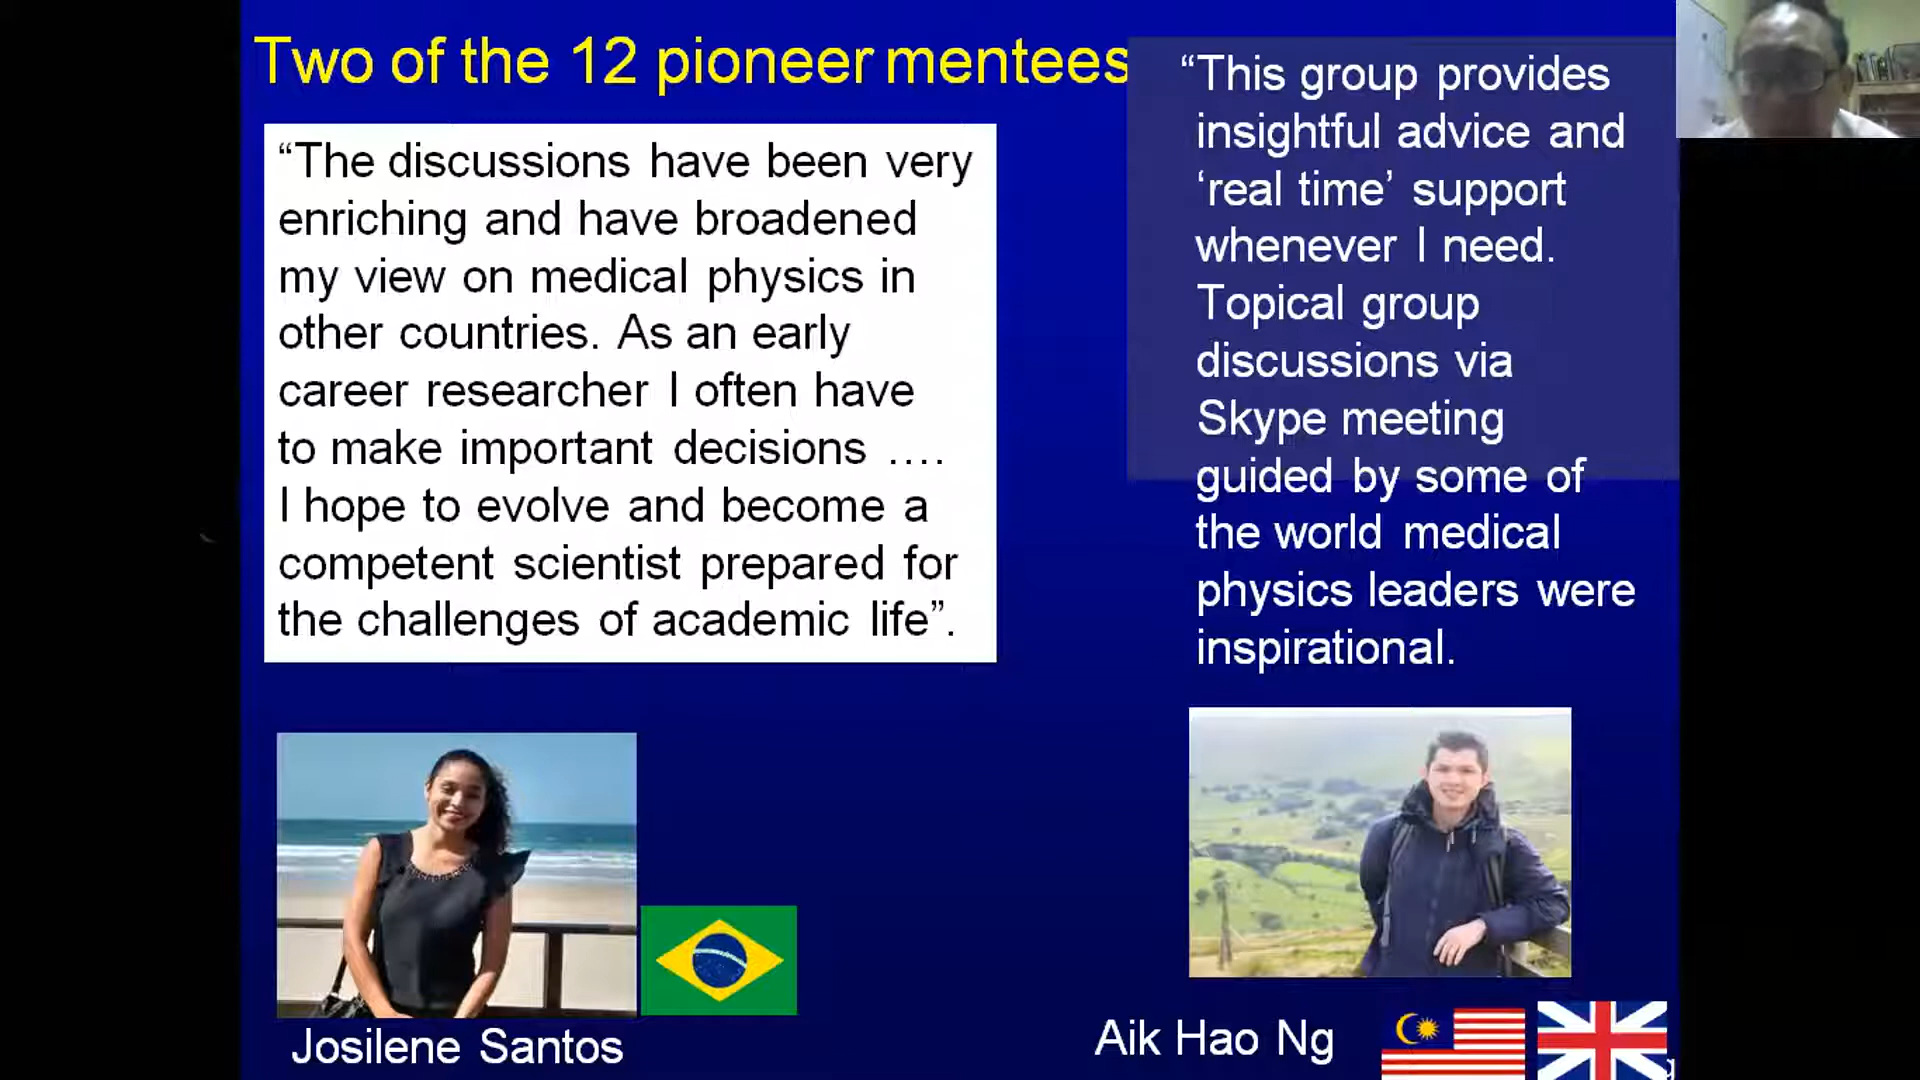 Two of the 12 pioneer mentees
“The discussions have been very
enriching and have broadened
my view on medical physics in
other countries. As an early
career researcher I often have
to make important decisions ….
I hope to evolve and become a
competent scientist prepared for
the challenges of academic life”.
“This group provides
insightful advice and
‘real time’ support
whenever I need.
Topical group
discussions via
Skype meeting
guided by some of
the world medical
physics leaders were
inspirational.
Josilene Santos
Aik Hao Ng